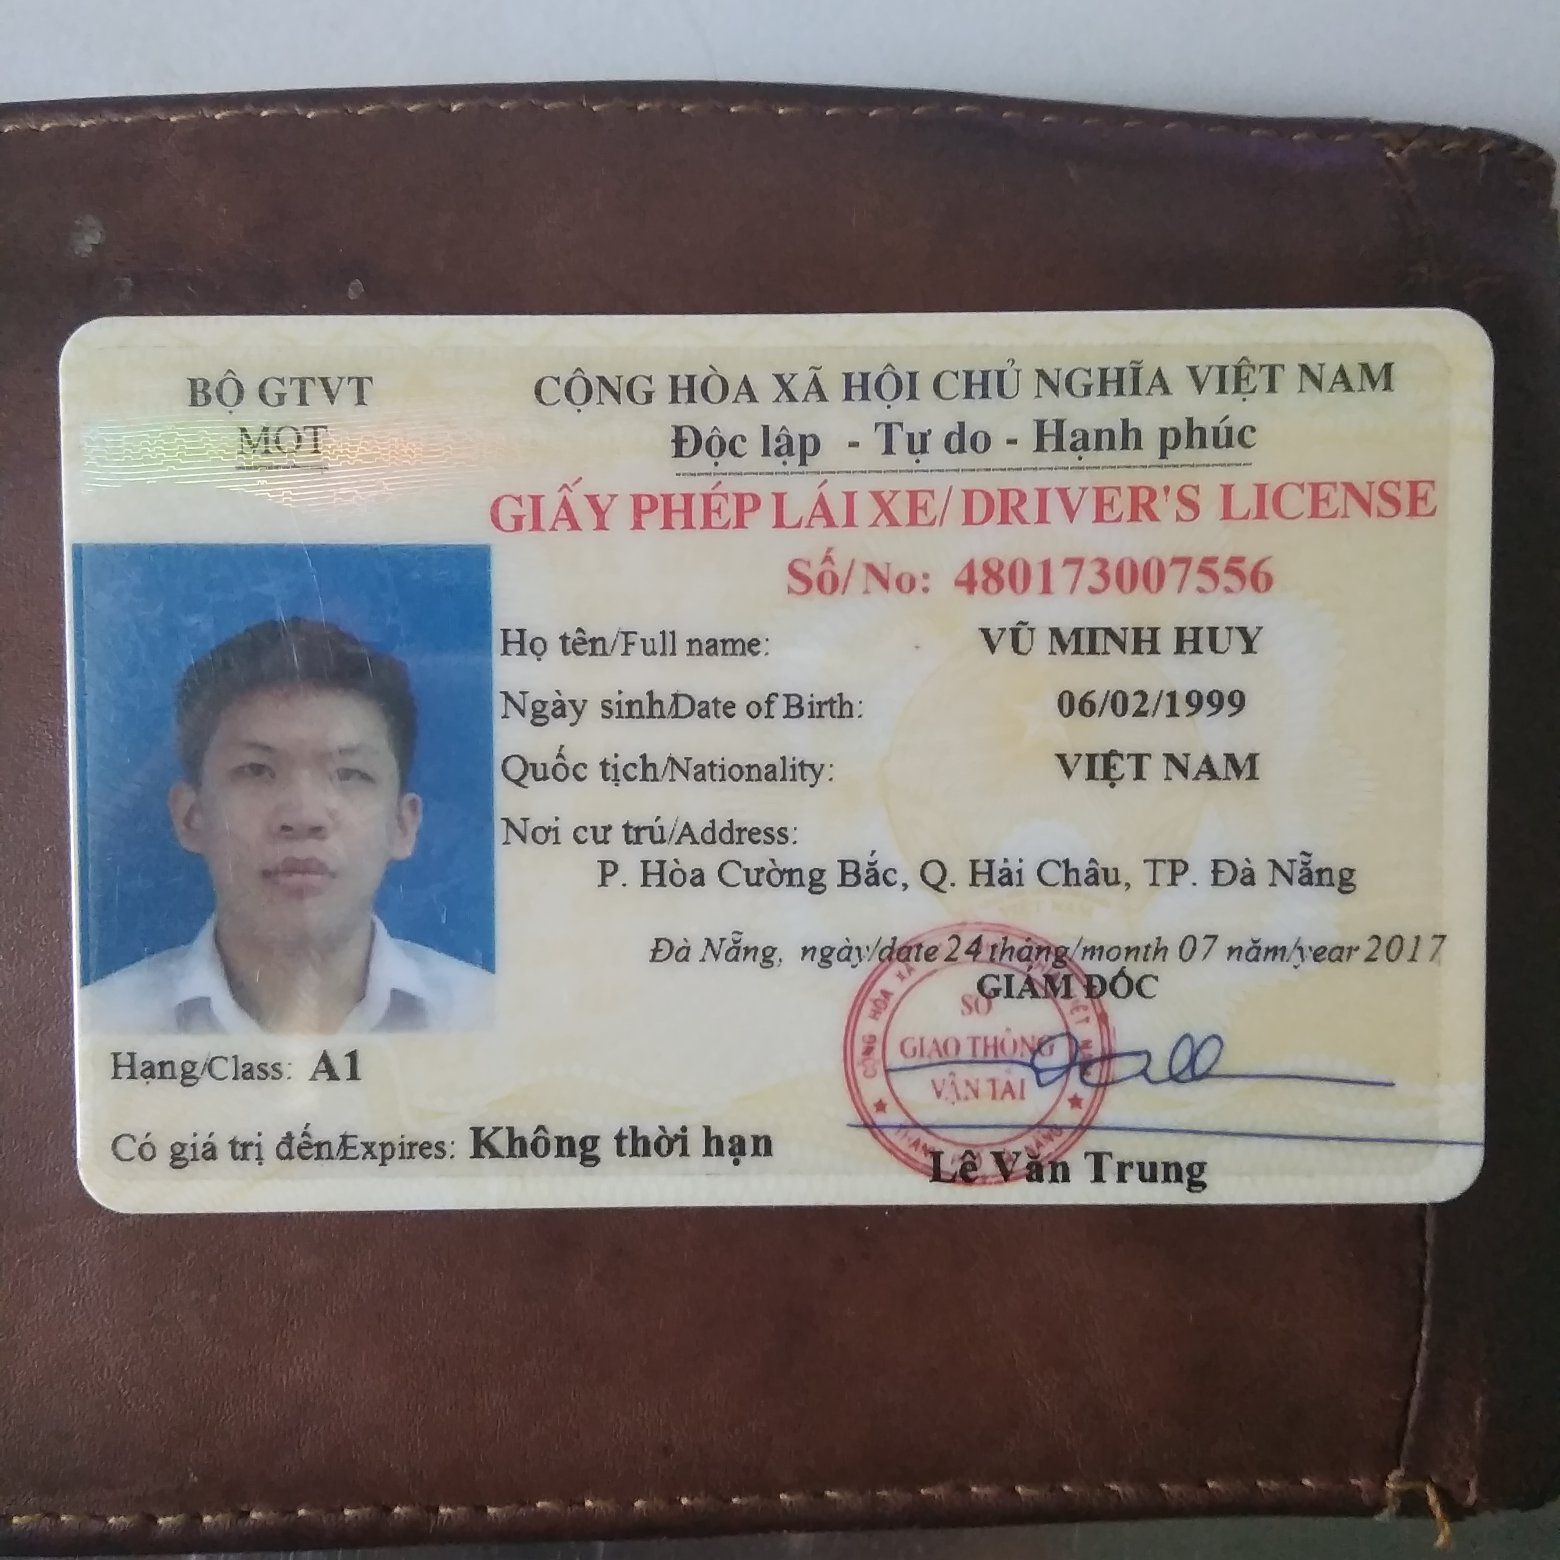 BỘ GTVT
MOT
CỘNG HÒA XÃ HỘI CHỦ NGHĨA VIỆT NAM
Độc lập - Tự do - Hạnh phúc
GIẤY PHÉP LÁI XE/DRIVER'S LICENSE
Số/No: 480173007556
Họ tên/Full name: VŨ MINH HUY
Ngày sinh/Date of Birth: 06/02/1999
Quốc tịch/Nationality: VIỆT NAM
Nơi cư trú/Address:
P. Hòa Cường Bắc, Q. Hải Châu, TP. Đà Nẵng
Đà Nẵng, ngày/date 24 tháng/month 07 năm/year 2017
GIÁM ĐỐC
SỞ
GIAO THÔNG
VẬN TẢI
Hạng/Class: A1
Có giá trị đến/Expires: Không thời hạn
Lê Văn Trung